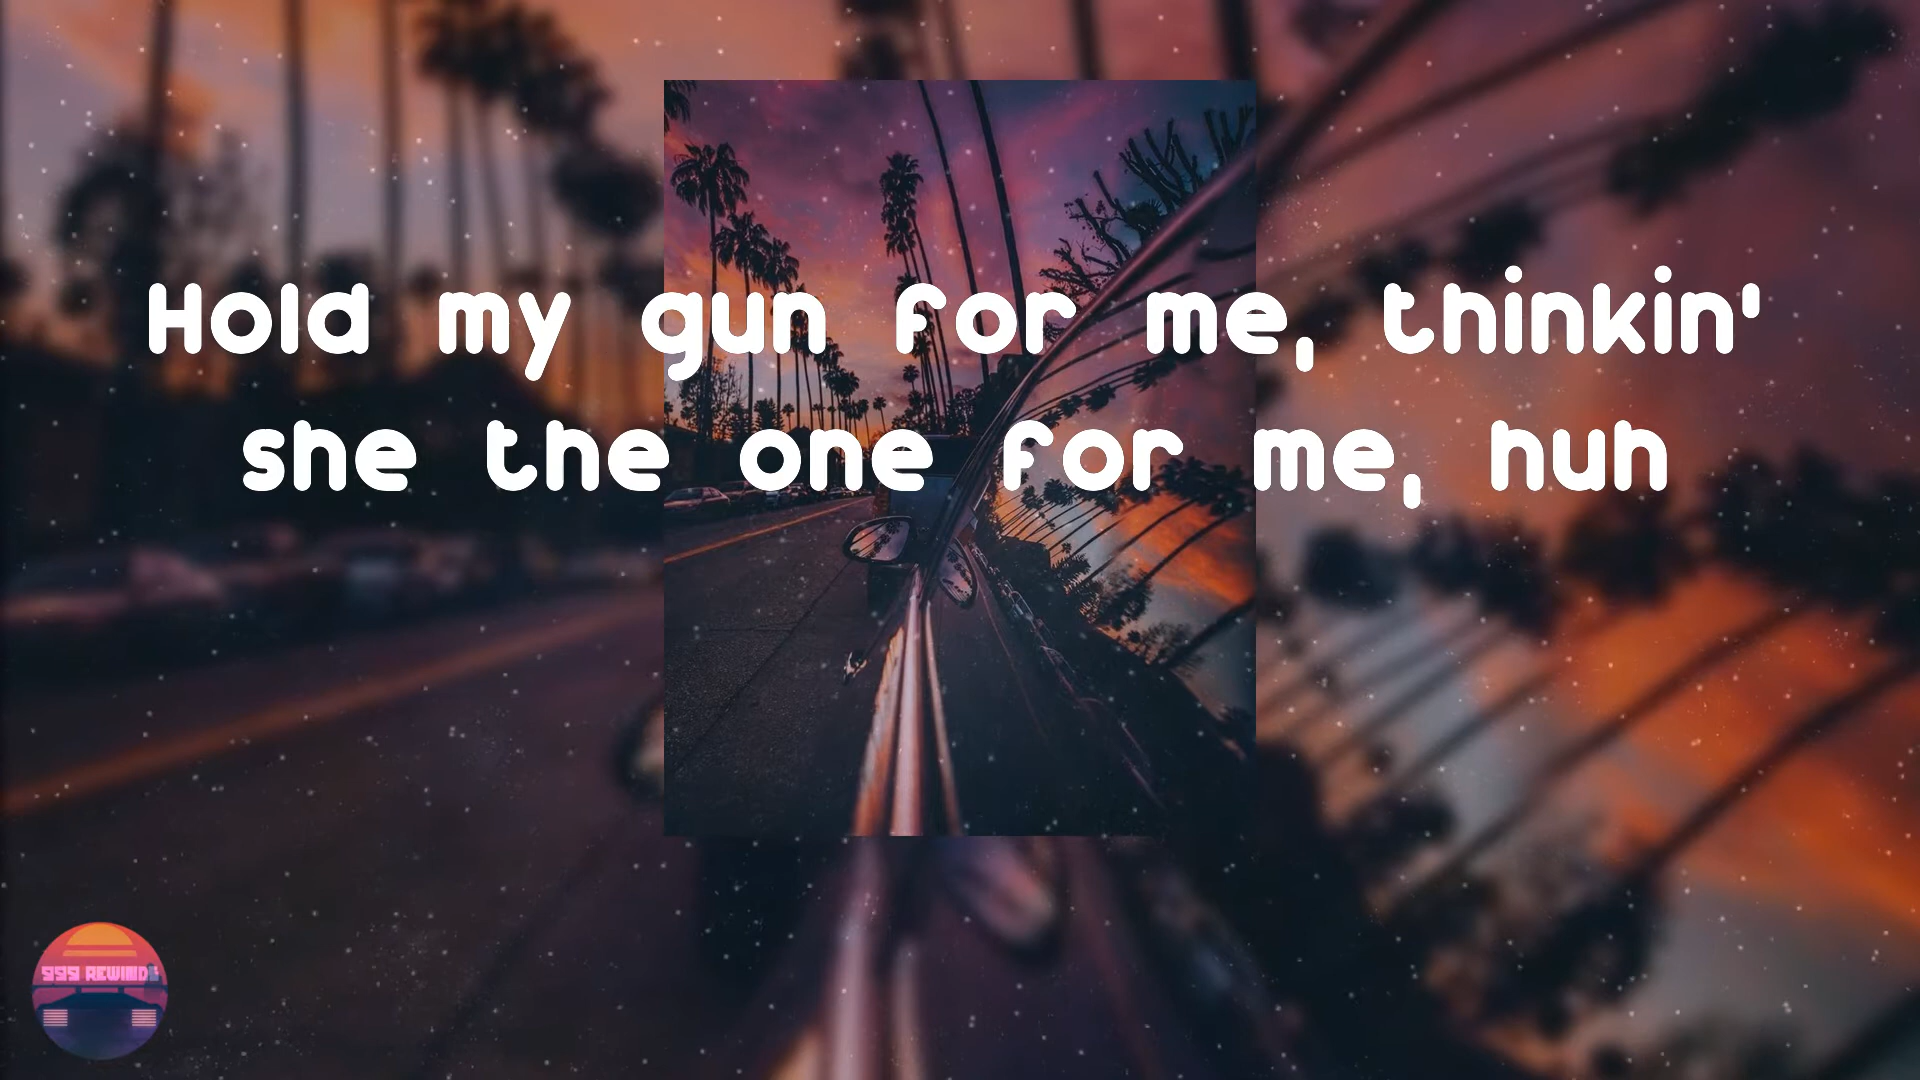 Hold my gun for me, thinkin'
she the one for me, huh
999 REWIND